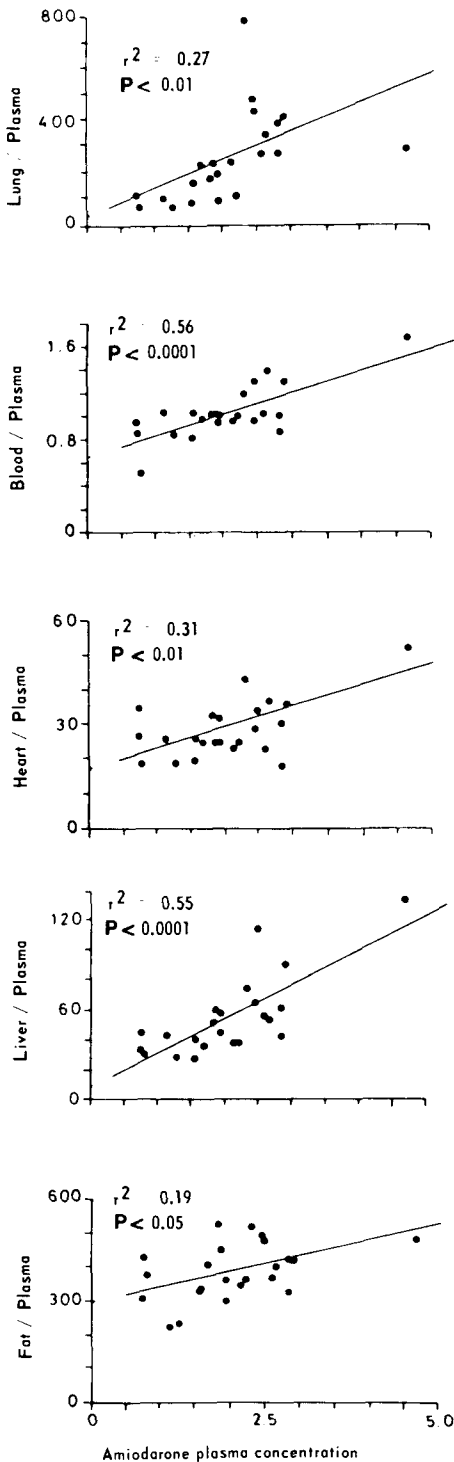 800
r2 = 0.27
P < 0.01
400
0
Lung / Plasma
r2 0.56
P < 0.0001
1.6
0.8
0
Blood / Plasma
60
r2 = 0.31
P < 0.01
30
0
Heart / Plasma
r2 = 0.55
P < 0.0001
120
60
0
Liver / Plasma
600
r2 0.19
P < 0.05
300
0
Fat / Plasma
0 2.5 5.0
Amiodarone plasma concentration